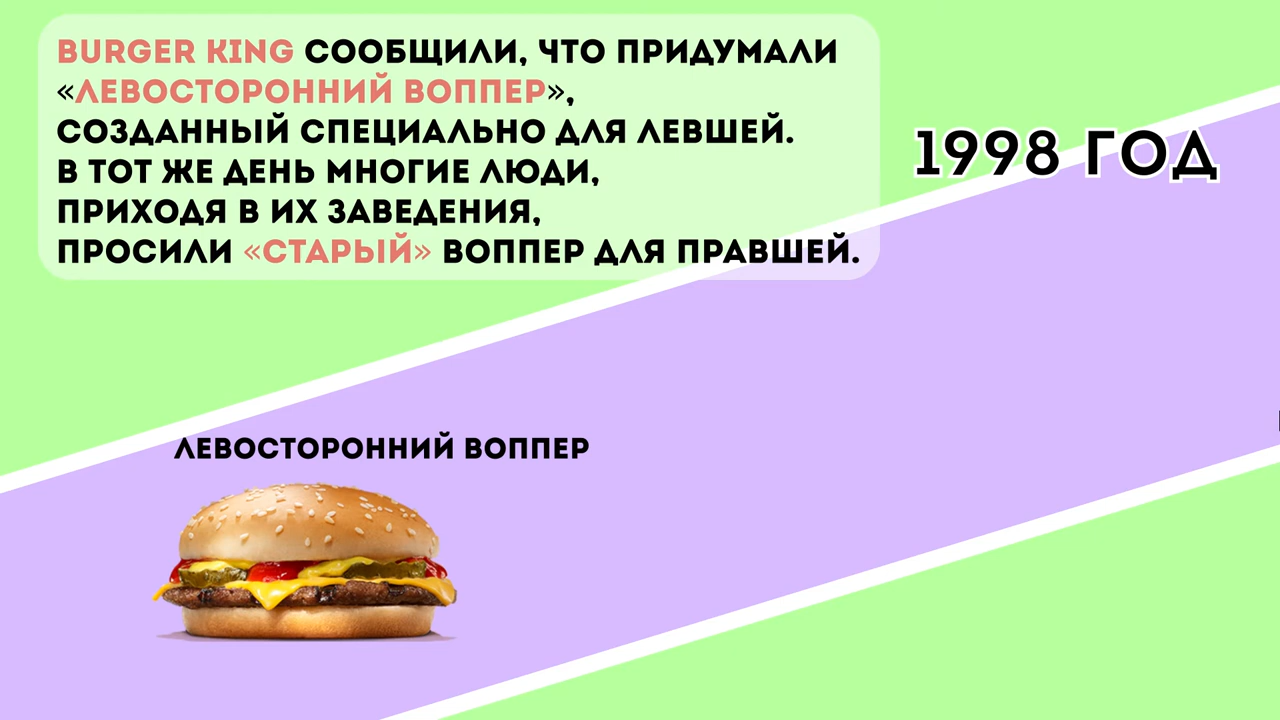 BURGER KING СООБЩИЛИ, ЧТО ПРИДУМАЛИ
«ЛЕВОСТОРОННИЙ ВОППЕР»,
СОЗДАННЫЙ СПЕЦИАЛЬНО ДЛЯ ЛЕВШЕЙ.
В ТОТ ЖЕ ДЕНЬ МНОГИЕ ЛЮДИ,
ПРИХОДЯ В ИХ ЗАВЕДЕНИЯ,
ПРОСИЛИ «СТАРЫЙ» ВОППЕР ДЛЯ ПРАВШЕЙ.
1998 ГОД
ЛЕВОСТОРОННИЙ ВОППЕР